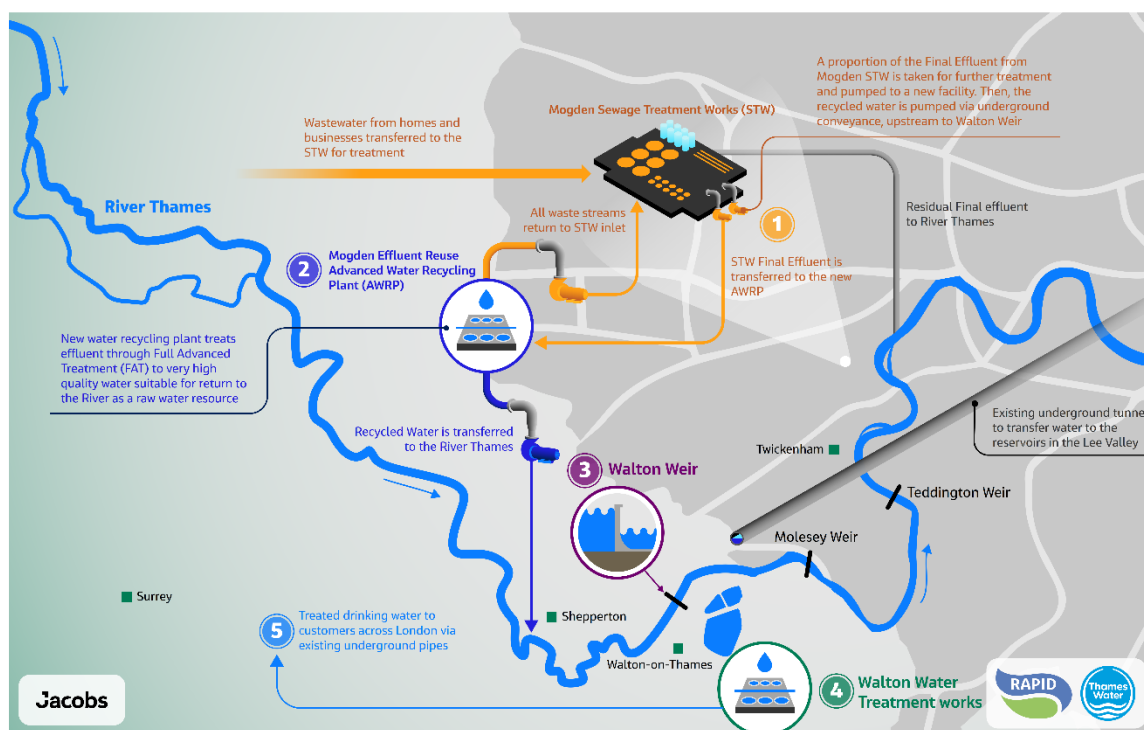 A proportion of the Final Effluent from
Mogden STW is taken for further treatment
and pumped to a new facility. Then, the
recycled water is pumped via underground
conveyance, upstream to Walton Weir
Mogden Sewage Treatment Works (STW)
Wastewater from homes and
businesses transferred to the
STW for treatment
River Thames
All waste streams
return to STW inlet
1
Residual Final effluent
to River Thames
STW Final Effluent is
transferred to the new
AWRP
2
Mogden Effluent Reuse
Advanced Water Recycling
Plant (AWRP)
New water recycling plant treats
effluent through Full Advanced
Treatment (FAT) to very high
quality water suitable for return to
the River as a raw water resource
Recycled Water is transferred
to the River Thames
Existing underground tunne
to transfer water to the
reservoirs in the Lee Valley
Twickenham
3
Walton Weir
Teddington Weir
Molesey Weir
Surrey
Shepperton
Walton-on-Thames
5
Treated drinking water to
customers across London via
existing underground pipes
4
Walton Water
Treatment works
Jacobs
RAPID
Thames
Water